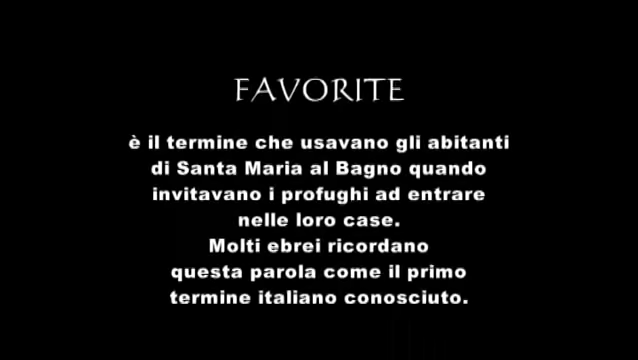 FAVORITE
è il termine che usavano gli abitanti
di Santa Maria al Bagno quando
invitavano i profughi ad entrare
nelle loro case.
Molti ebrei ricordano
questa parola come il primo
termine italiano conosciuto.